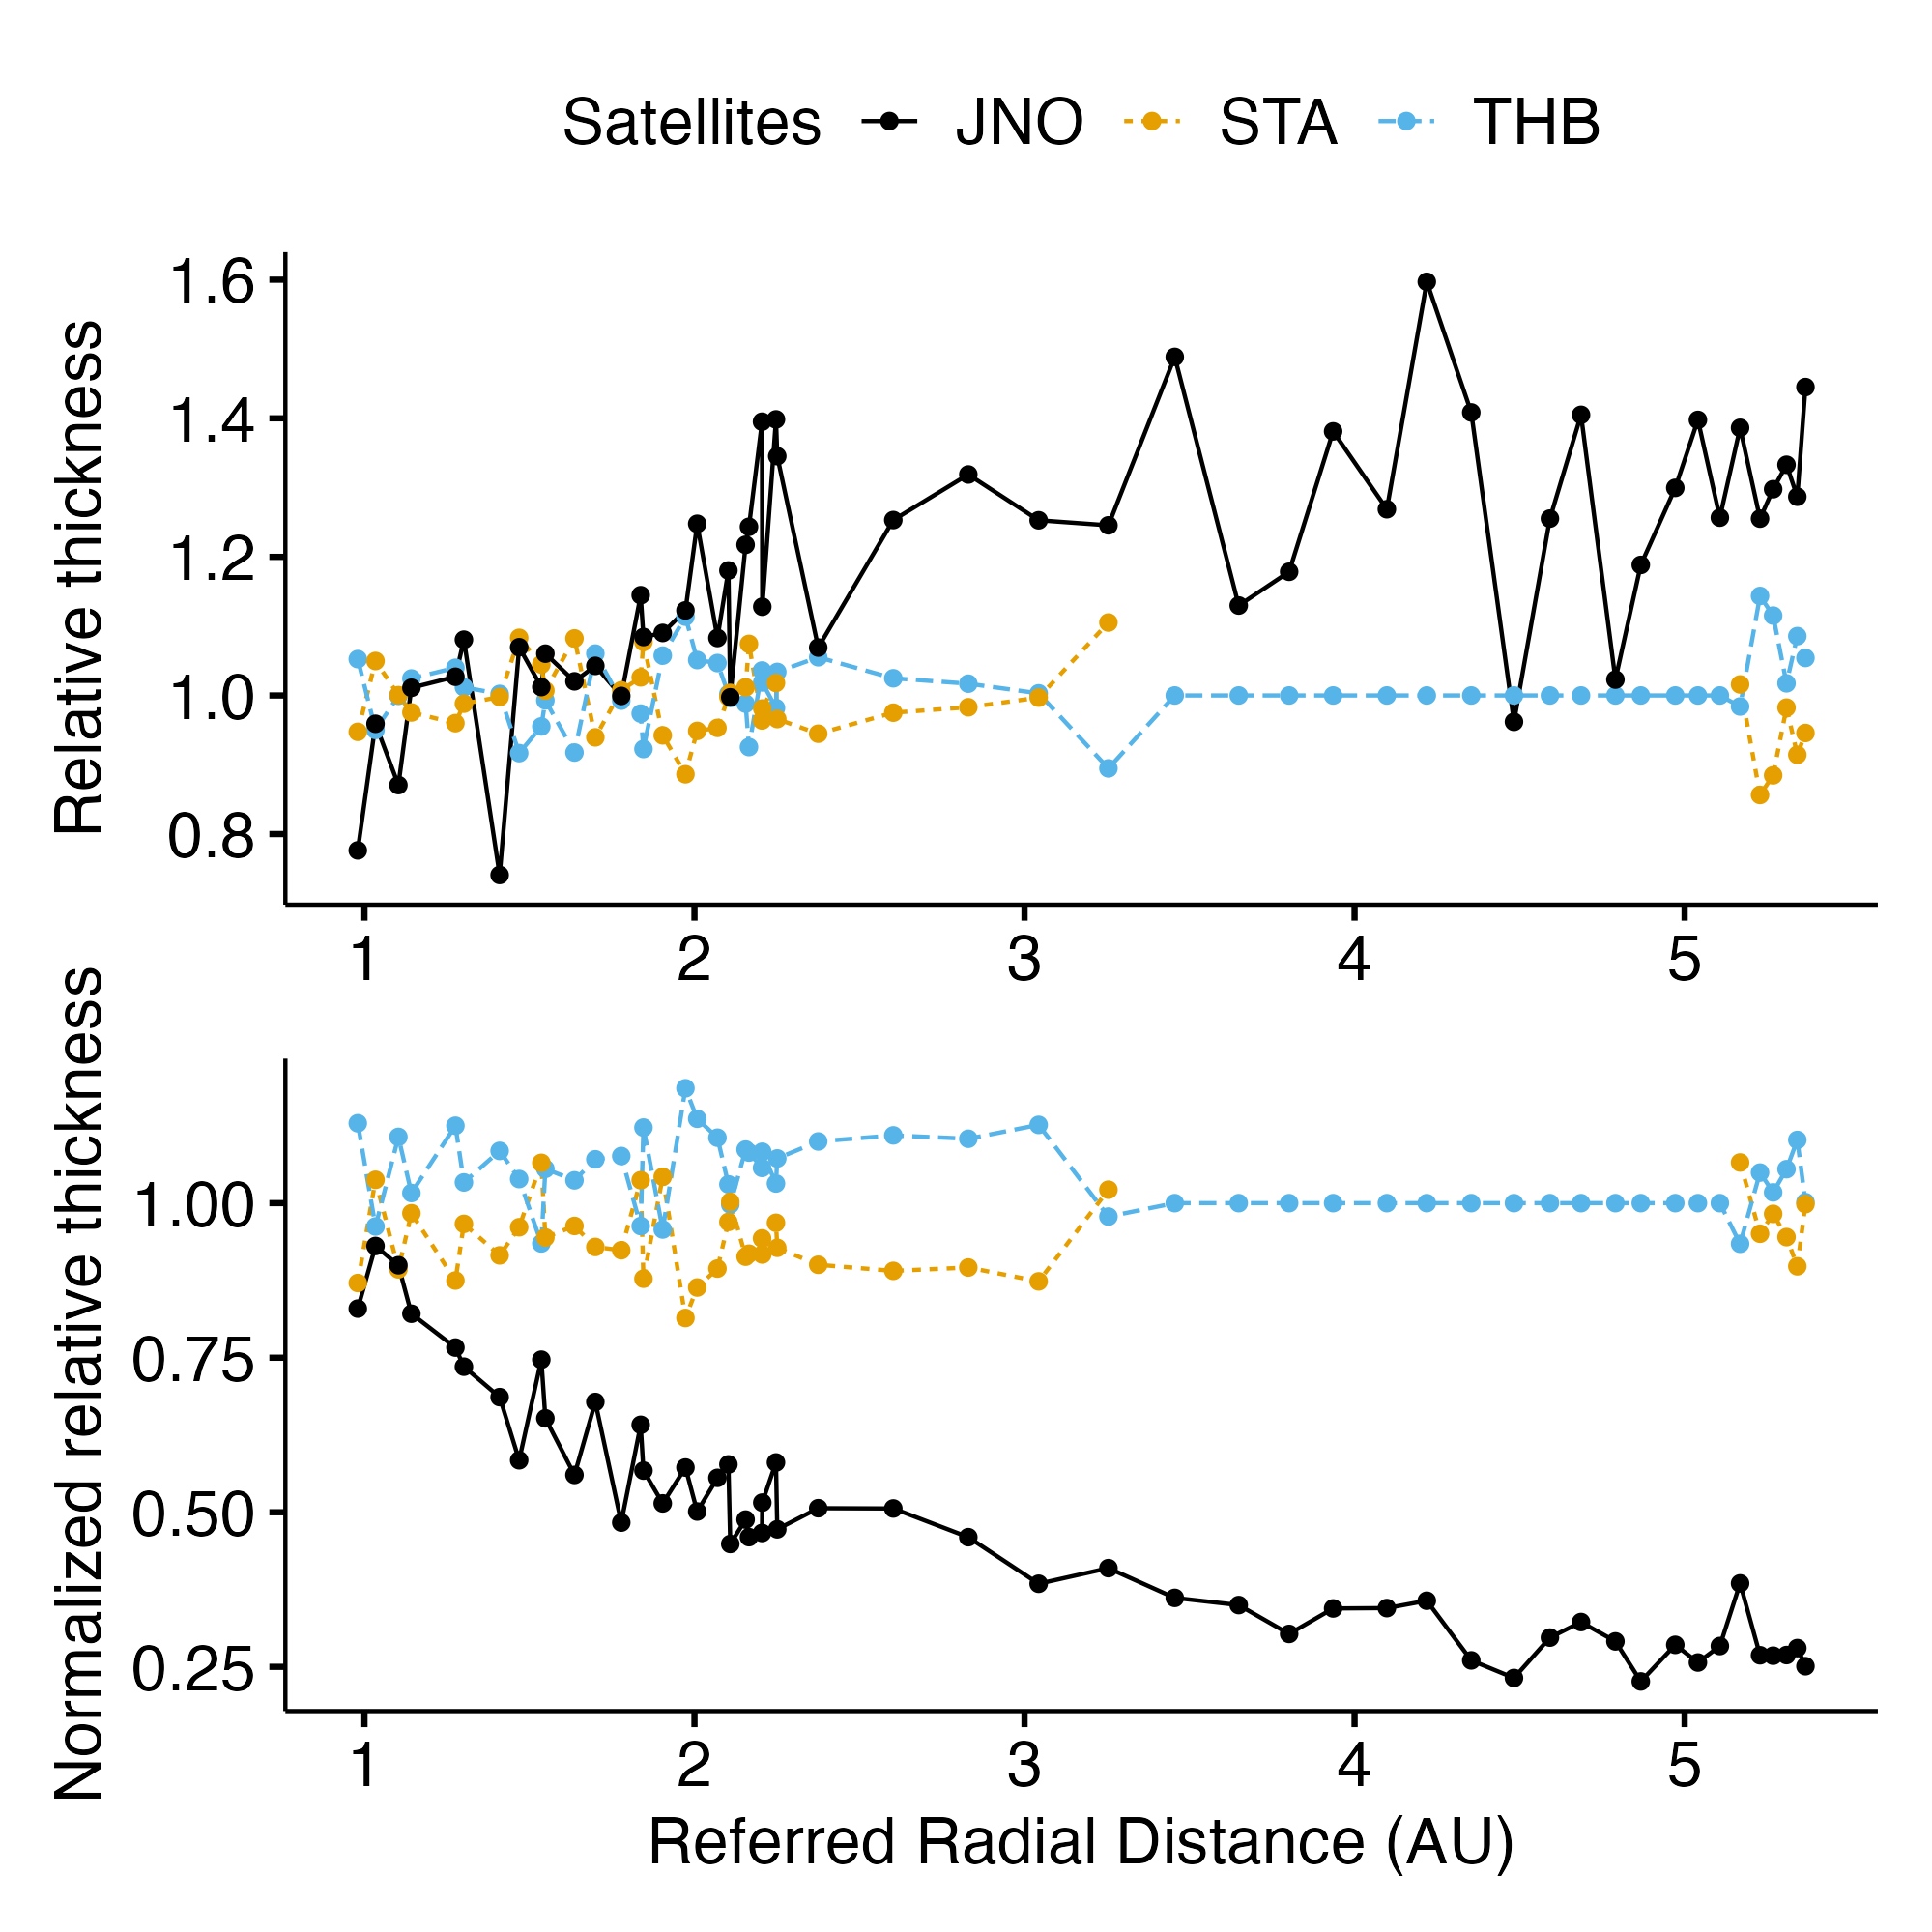 Satellites JNO STA THB
Relative thickness
1.6
1.4
1.2
1.0
0.8
1 2 3 4 5
Normalized relative thickness
1.00
0.75
0.50
0.25
1 2 3 4 5
Referred Radial Distance (AU)